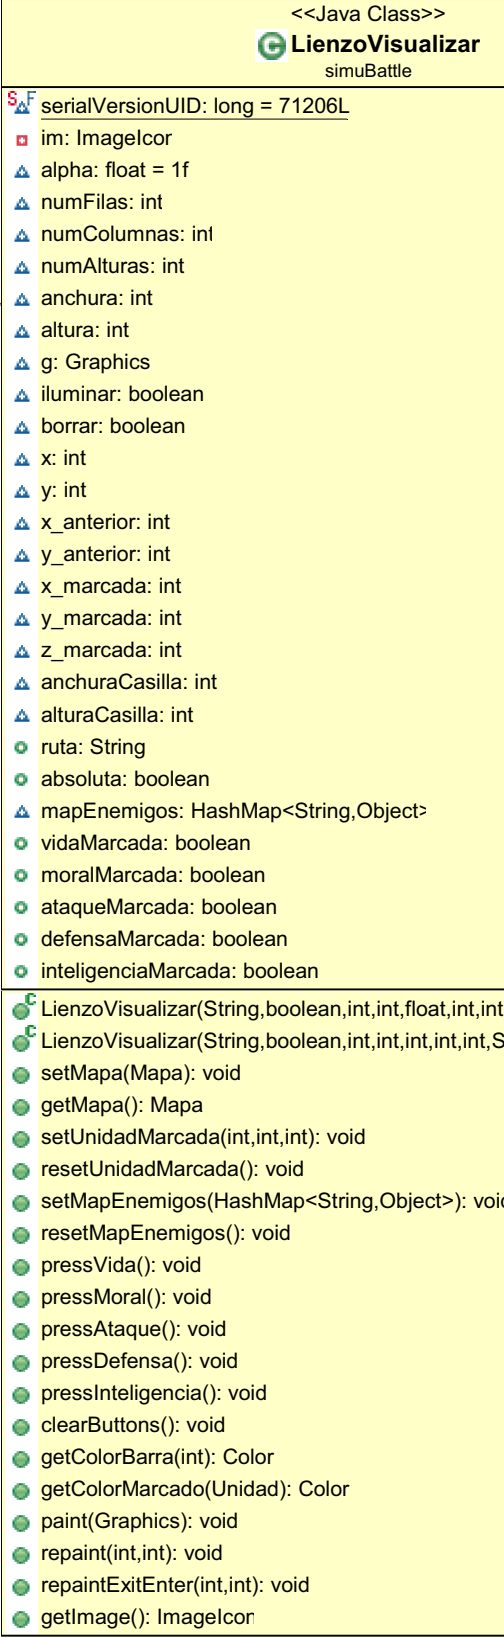 <<Java Class>>
LienzoVisualizar
simuBattle
serialVersionUID: long = 71206L
im: ImageIcon
alpha: float = 1f
numFilas: int
numColumnas: int
numAlturas: int
anchura: int
altura: int
g: Graphics
iluminar: boolean
borrar: boolean
x: int
y: int
x_anterior: int
y_anterior: int
x_marcada: int
y_marcada: int
z_marcada: int
anchuraCasilla: int
alturaCasilla: int
ruta: String
absoluta: boolean
mapEnemigos: HashMap<String,Object>
vidaMarcada: boolean
moralMarcada: boolean
ataqueMarcada: boolean
defensaMarcada: boolean
inteligenciaMarcada: boolean
LienzoVisualizar(String,boolean,int,int,float,int,int
LienzoVisualizar(String,boolean,int,int,int,int,int,S
setMapa(Mapa): void
getMapa(): Mapa
setUnidadMarcada(int,int,int): void
resetUnidadMarcada(): void
setMapEnemigos(HashMap<String,Object>): void
resetMapEnemigos(): void
pressVida(): void
pressMoral(): void
pressAtaque(): void
pressDefensa(): void
pressInteligencia(): void
clearButtons(): void
getColorBarra(int): Color
getColorMarcado(Unidad): Color
paint(Graphics): void
repaint(int,int): void
repaintExitEnter(int,int): void
getImage(): ImageIcon